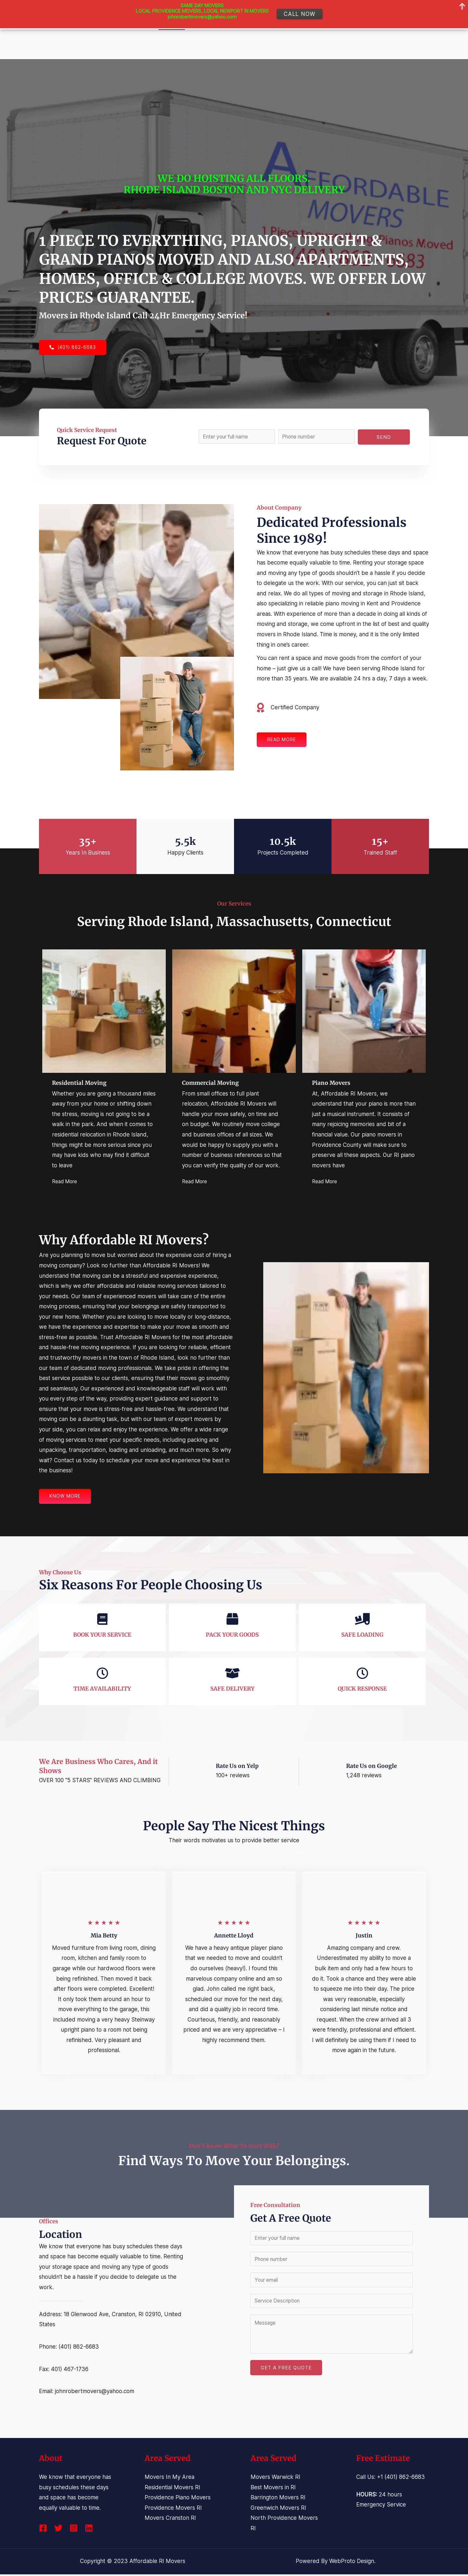 SAME DAY MOVERS
LOCAL PROVIDENCE MOVERS, LOCAL NEWPORT RI MOVERS
johnrobertmovers@yahoo.com
CALL NOW
AFFORDABLE
MOVERS
WE DO HOISTING ALL FLOORS.
RHODE ISLAND BOSTON AND NYC DELIVERY
1 PIECE TO EVERYTHING, PIANOS, UPRIGHT &
GRAND PIANOS MOVED AND ALSO APARTMENTS,
HOMES, OFFICE & COLLEGE MOVES. WE OFFER LOW
PRICES GUARANTEE.
Movers in Rhode Island Call 24Hr Emergency Service!
(401) 862-6683
Quick Service Request
Request For Quote
Enter your full name
Phone number
SEND
About Company
Dedicated Professionals
Since 1989!
We know that everyone has busy schedules these days and space
has become equally valuable to time. Renting your storage space
and moving any type of goods shouldn't be a hassle if you decide
to delegate us the work. With our service, you can just sit back
and relax. We do all types of moving and storage in Rhode Island,
also specializing in reliable piano moving in Kent and Providence
areas. With experience of more than a decade in doing all kinds of
moving and storage, we come upfront in the list of best and quality
movers in Rhode Island. Time is money, and it is the only limited
thing in one's career.
You can rent a space and move goods from the comfort of your
home – just give us a call! We have been serving Rhode Island for
more than 35 years. We are available 24 hrs a day, 7 days a week.
Certified Company
READ MORE
35+
Years In Business
5.5k
Happy Clients
10.5k
Projects Completed
15+
Trained Staff
Our Services
Serving Rhode Island, Massachusetts, Connecticut
Residential Moving
Whether you are going a thousand miles
away from your home or shifting down
the stress, moving is not going to be a
walk in the park. And when it comes to
residential relocation in Rhode Island,
things might be more serious since you
may have kids who may find it difficult
to leave
Read More
Commercial Moving
From small offices to full plant
relocation, Affordable RI Movers will
handle your move safely, on time and
on budget. We routinely move college
and business offices of all sizes. We
would be happy to supply you with a
number of business references so that
you can verify the quality of our work.
Read More
Piano Movers
At, Affordable RI Movers, we
understand that your piano is more than
just a musical instrument. It consists of
many rejoicing memories and bit of a
financial value. Our piano movers in
Providence County will make sure to
preserve all these aspects. Our RI piano
movers have
Read More
Why Affordable RI Movers?
Are you planning to move but worried about the expensive cost of hiring a
moving company? Look no further than Affordable RI Movers! We
understand that moving can be a stressful and expensive experience,
which is why we offer affordable and reliable moving services tailored to
your needs. Our team of experienced movers will take care of the entire
moving process, ensuring that your belongings are safely transported to
your new home. Whether you are looking to move locally or long-distance,
we have the experience and expertise to make your move as smooth and
stress-free as possible. Trust Affordable RI Movers for the most affordable
and hassle-free moving experience. If you are looking for reliable, efficient
and trustworthy movers in the town of Rhode Island, look no further than
our team of dedicated moving professionals. We take pride in offering the
best service possible to our clients, ensuring that their moves go smoothly
and seamlessly. Our experienced and knowledgeable staff will work with
you every step of the way, providing expert guidance and support to
ensure that your move is stress-free and hassle-free. We understand that
moving can be a daunting task, but with our team of expert movers by
your side, you can relax and enjoy the experience. We offer a wide range
of moving services to meet your specific needs, including packing and
unpacking, transportation, loading and unloading, and much more. So why
wait? Contact us today to schedule your move and experience the best in
the business!
KNOW MORE
Why Choose Us
Six Reasons For People Choosing Us
BOOK YOUR SERVICE
PACK YOUR GOODS
SAFE LOADING
TIME AVAILABILITY
SAFE DELIVERY
QUICK RESPONSE
We Are Business Who Cares, And it
Shows
OVER 100 "5 STARS" REVIEWS AND CLIMBING
Rate Us on Yelp
100+ reviews
Rate Us on Google
1,248 reviews
People Say The Nicest Things
Their words motivates us to provide better service
Mia Betty
Moved furniture from living room, dining
room, kitchen and family room to
garage while our hardwood floors were
being refinished. Then moved it back
after floors were completed. Excellent!
It only took them around an hour to
move everything to the garage, this
included moving a very heavy Steinway
upright piano to a room not being
refinished. Very pleasant and
professional.
Annette Lloyd
We have a heavy antique player piano
that we needed to move and couldn't
do ourselves (heavy!). I found this
marvelous company online and am so
glad. John called me right back,
scheduled our move for the next day,
and did a quality job in record time.
Courteous, friendly, and reasonably
priced and we are very appreciative – I
highly recommend them.
Justin
Amazing company and crew.
Underestimated my ability to move a
bulk item and only had a few hours to
do it. Took a chance and they were able
to squeeze me into their day. The price
was very reasonable, especially
considering last minute notice and
request. When the crew arrived all 3
were friendly, professional and efficient.
I will definitely be using them if I need to
move again in the future.
Find Ways To Move Your Belongings.
Offices
Location
We know that everyone has busy schedules these days
and space has become equally valuable to time. Renting
your storage space and moving any type of goods
shouldn't be a hassle if you decide to delegate us the
work.
Address: 18 Glenwood Ave, Cranston, RI 02910, United
States
Phone: (401) 862-6683
Fax: 401) 467-1736
Email: johnrobertmovers@yahoo.com
Free Consultation
Get A Free Quote
Enter your full name
Phone number
Your email
Service Description
Message
GET A FREE QUOTE
About
We know that everyone has
busy schedules these days
and space has become
equally valuable to time.
Area Served
Movers In My Area
Residential Movers RI
Providence Piano Movers
Providence Movers RI
Movers Cranston RI
Area Served
Movers Warwick RI
Best Movers in RI
Barrington Movers RI
Greenwich Movers RI
North Providence Movers
RI
Free Estimate
Call Us: +1 (401) 862-6683
HOURS: 24 hours
Emergency Service
Copyright © 2023 Affordable RI Movers
Powered By WebProto Design.